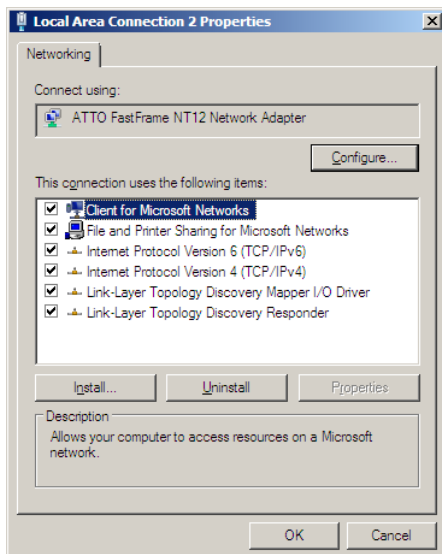 Local Area Connection 2 Properties
Networking
Connect using:
ATTO FastFrame NT12 Network Adapter
Configure...
This connection uses the following items:
Client for Microsoft Networks
File and Printer Sharing for Microsoft Networks
Internet Protocol Version 6 (TCP/IPv6)
Internet Protocol Version 4 (TCP/IPv4)
Link-Layer Topology Discovery Mapper I/O Driver
Link-Layer Topology Discovery Responder
Install... Uninstall Properties
Description
Allows your computer to access resources on a Microsoft
network.
OK Cancel